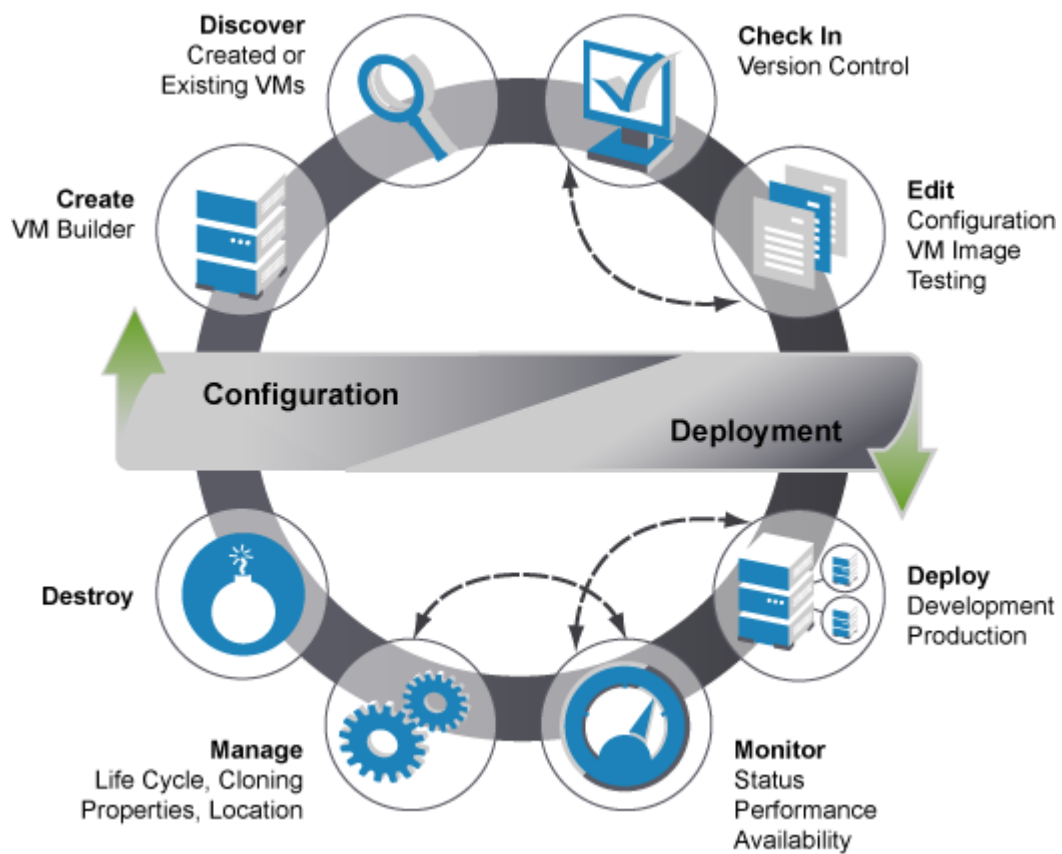 Discover
Created or
Existing VMs
Check In
Version Control
Create
VM Builder
Edit
Configuration
VM Image
Testing
Configuration
Deployment
Destroy
Deploy
Development
Production
Manage
Life Cycle, Cloning
Properties, Location
Monitor
Status
Performance
Availability